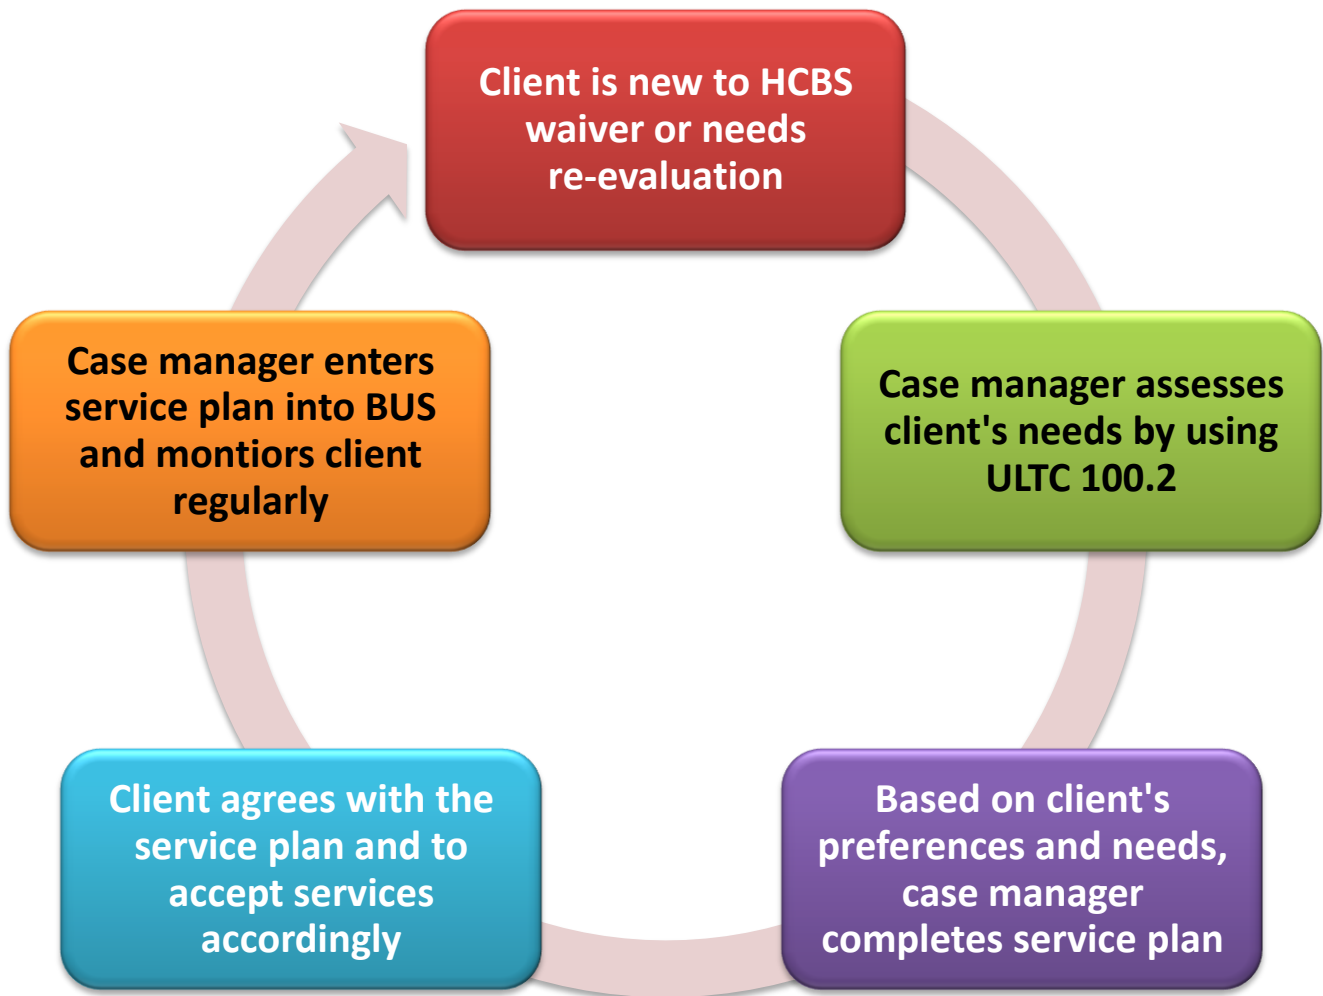 Client is new to HCBS
waiver or needs
re-evaluation
Case manager assesses
client's needs by using
ULTC 100.2
Based on client's
preferences and needs,
case manager
completes service plan
Client agrees with the
service plan and to
accept services
accordingly
Case manager enters
service plan into BUS
and montiors client
regularly